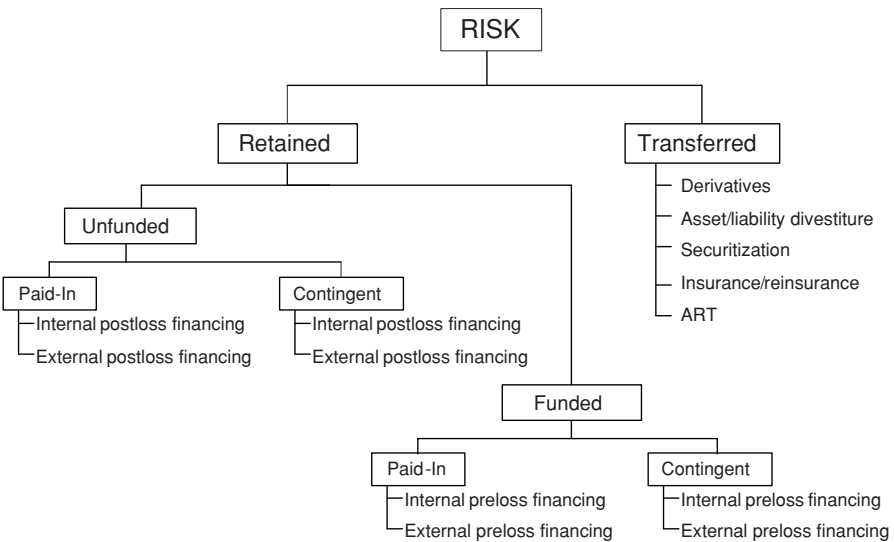 RISK
Retained
Transferred
Derivatives
Asset/liability divestiture
Securitization
Insurance/reinsurance
ART
Unfunded
Paid-In
Internal postloss financing
External postloss financing
Contingent
Internal postloss financing
External postloss financing
Funded
Paid-In
Internal preloss financing
External preloss financing
Contingent
Internal preloss financing
External preloss financing